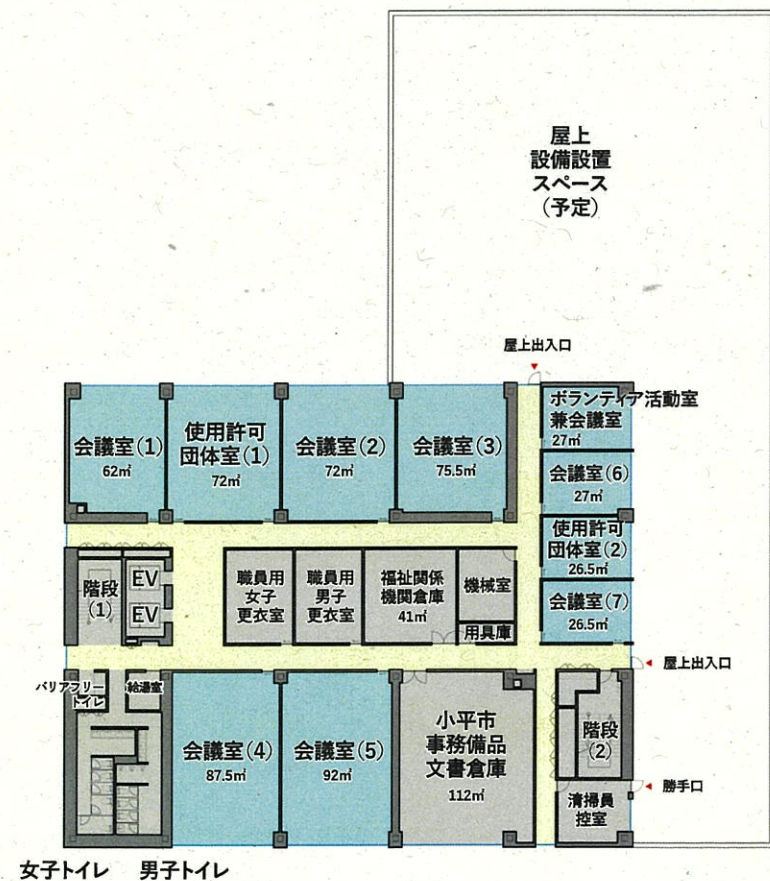 屋上
設備設置
スペース
(予定)
屋上出入口
会議室(1)
62㎡
使用許可
団体室(1)
72㎡
会議室(2)
72㎡
会議室(3)
75.5㎡
ボランティア活動室
兼会議室
27㎡
会議室(6)
27㎡
使用許可
団体室(2)
26.5㎡
会議室(7)
26.5㎡
階段
(1)
EV
EV
職員用
女子
更衣室
職員用
男子
更衣室
福祉関係
機関倉庫
41㎡
機械室
用具庫
屋上出入口
バリアフリー
トイレ
給湯室
会議室(4)
87.5㎡
会議室(5)
92㎡
小平市
事務備品
文書倉庫
112㎡
階段
(2)
清掃員
控室
勝手口
女子トイレ
男子トイレ